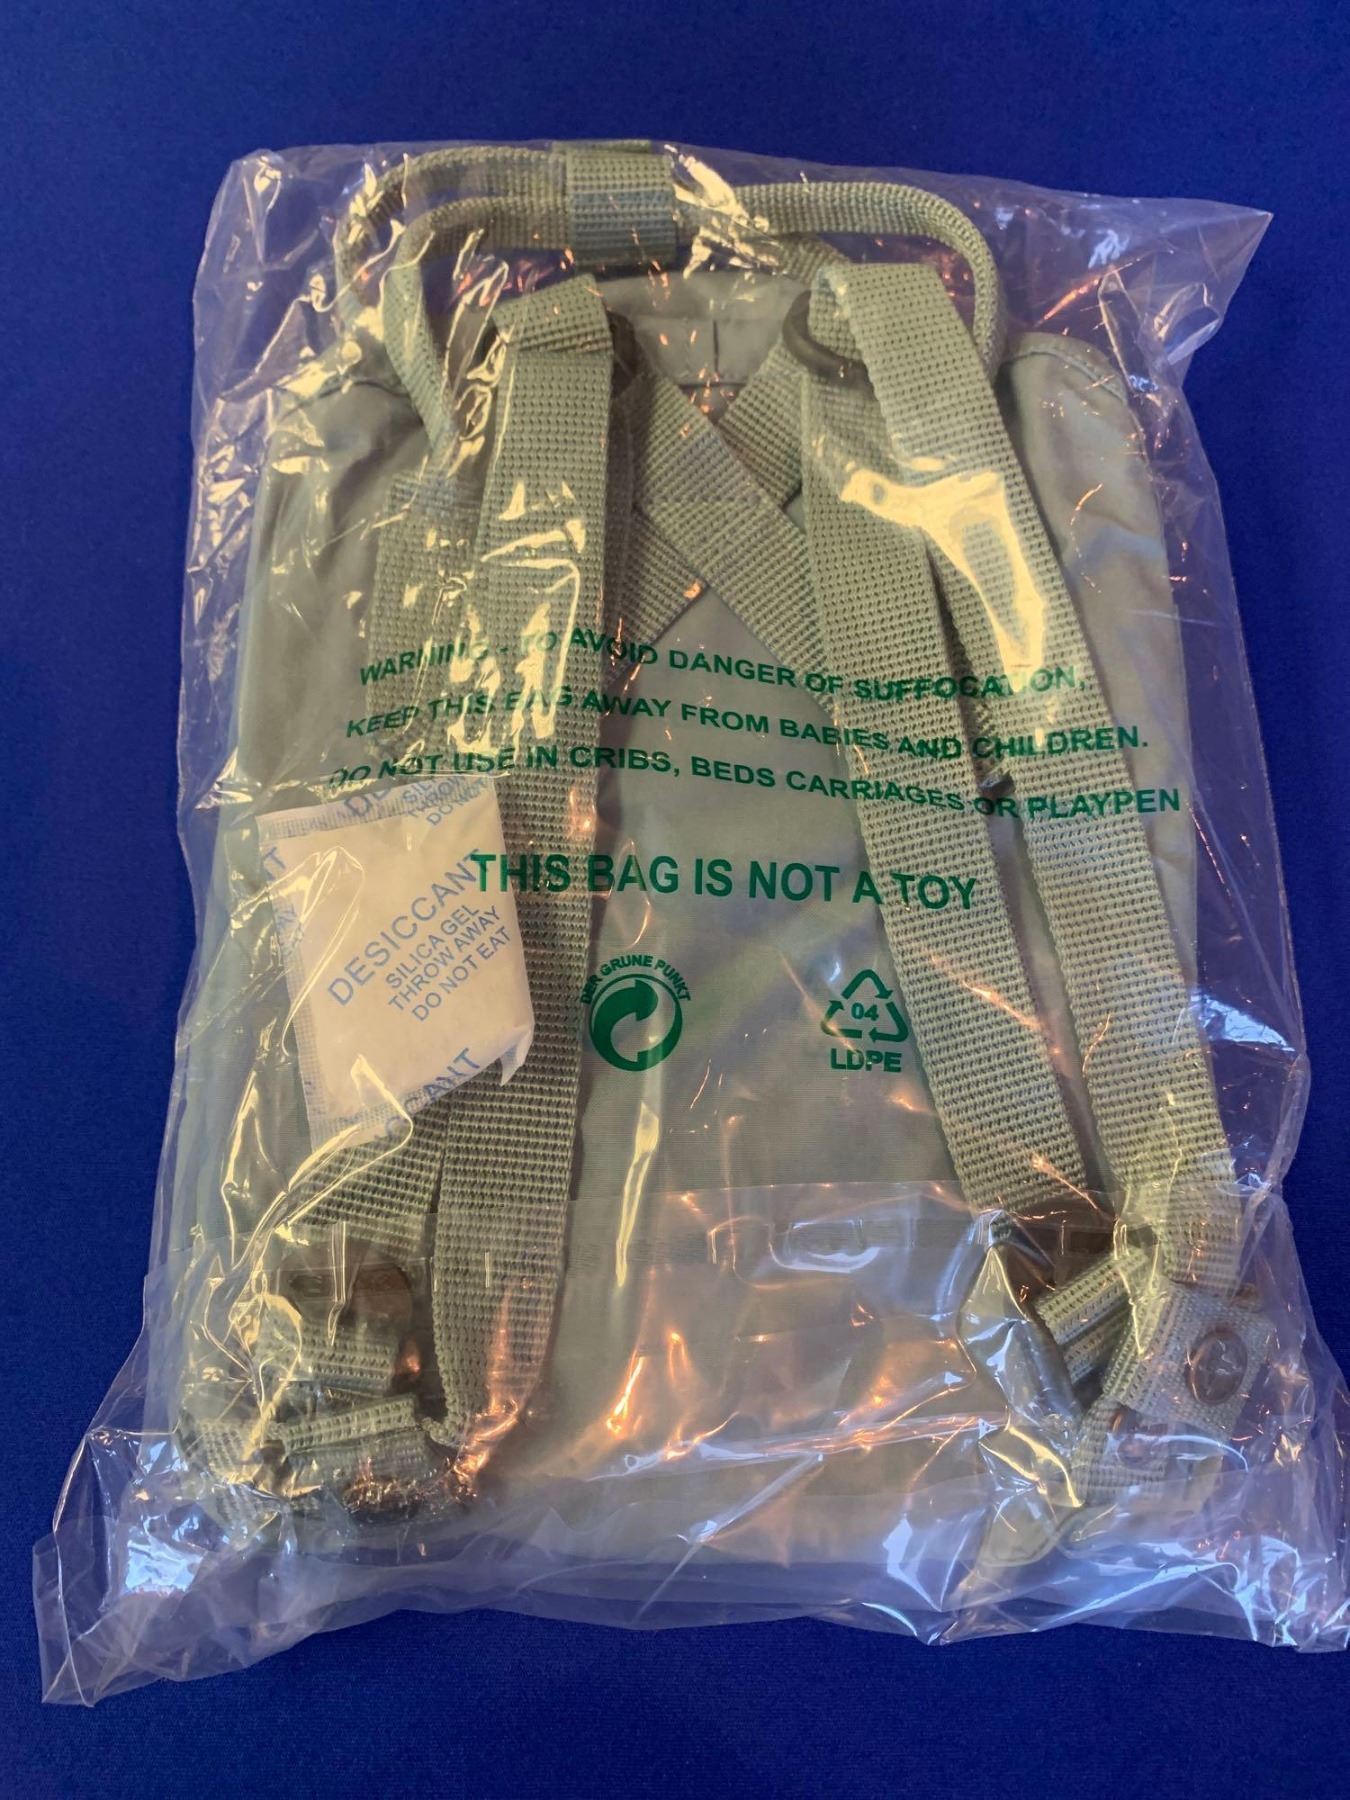 WARNING - TO AVOID DANGER OF SUFFOCATION,
KEEP THIS BAG AWAY FROM BABIES AND CHILDREN.
DO NOT USE IN CRIBS, BEDS CARRIAGES OR PLAYPEN
THIS BAG IS NOT A TOY
DER GRUNE PUNKT
04
LDPE
DESICCANT
SILICA GEL
THROW AWAY
DO NOT EAT